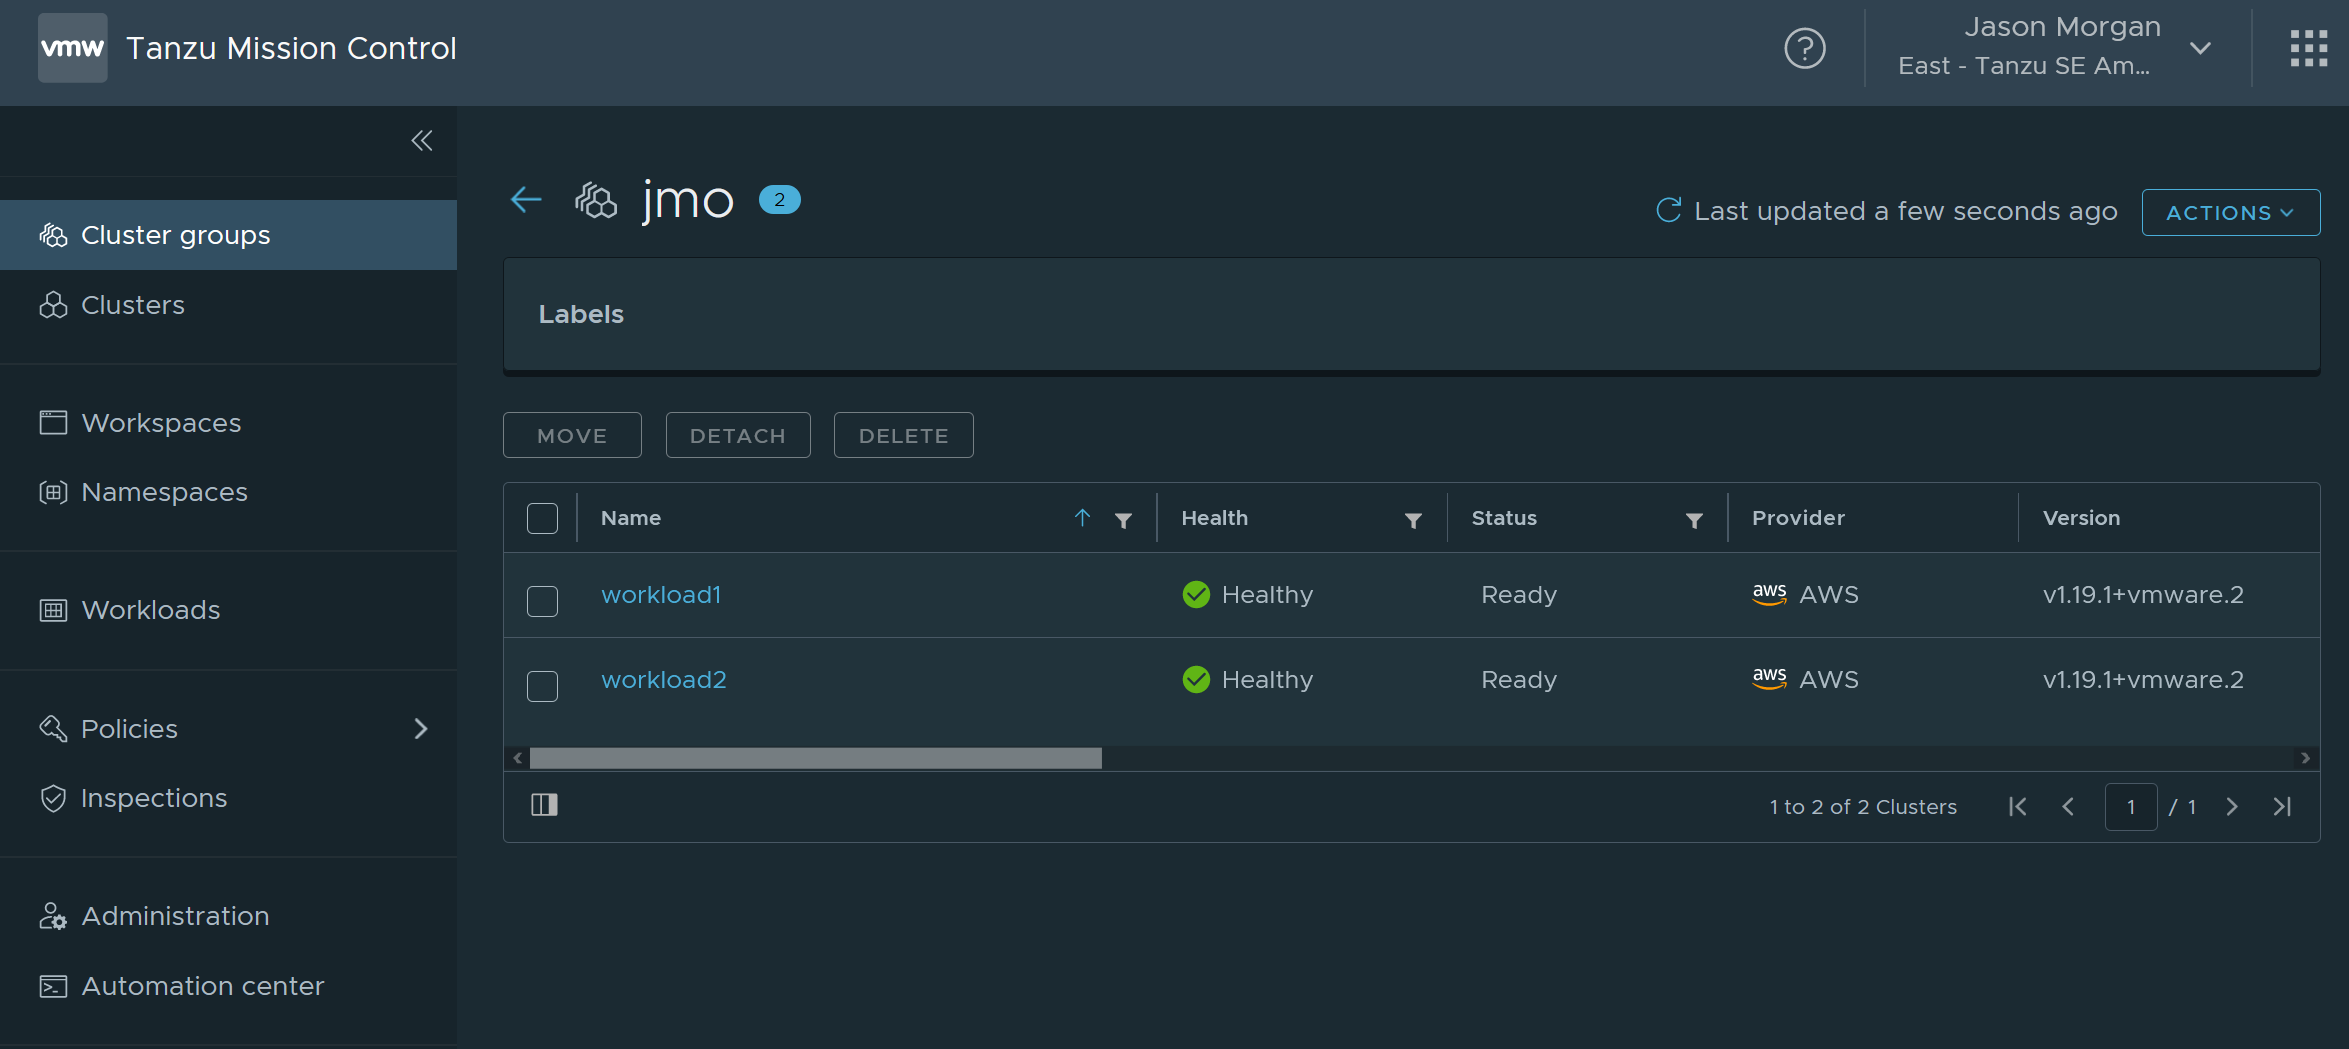 vmw Tanzu Mission Control
Jason Morgan
East - Tanzu SE Am...
Cluster groups
Clusters
Workspaces
Namespaces
Workloads
Policies
Inspections
Administration
Automation center
jmo 2
Last updated a few seconds ago
ACTIONS
Labels
MOVE DETACH DELETE
Name Health Status Provider Version
workload1 Healthy Ready aws AWS v1.19.1+vmware.2
workload2 Healthy Ready aws AWS v1.19.1+vmware.2
1 to 2 of 2 Clusters 1 / 1